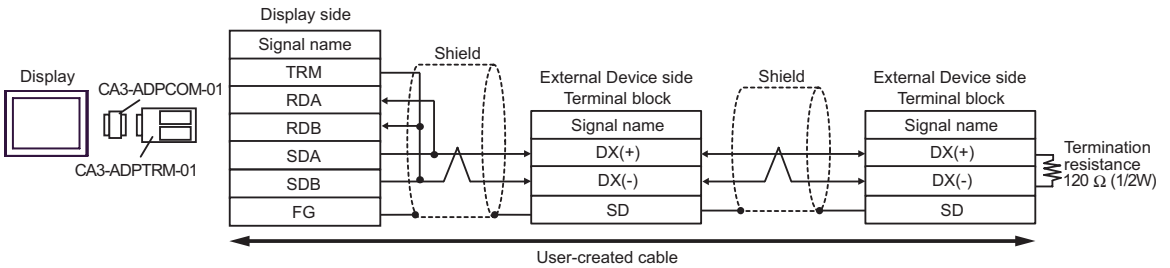 Display
CA3-ADPCOM-01
CA3-ADPTRM-01
Display side
Signal name
TRM
RDA
RDB
SDA
SDB
FG
Shield
External Device side
Terminal block
Signal name
DX(+)
DX(-)
SD
Shield
External Device side
Terminal block
Signal name
DX(+)
DX(-)
SD
Termination
resistance
120 Ω (1/2W)
User-created cable